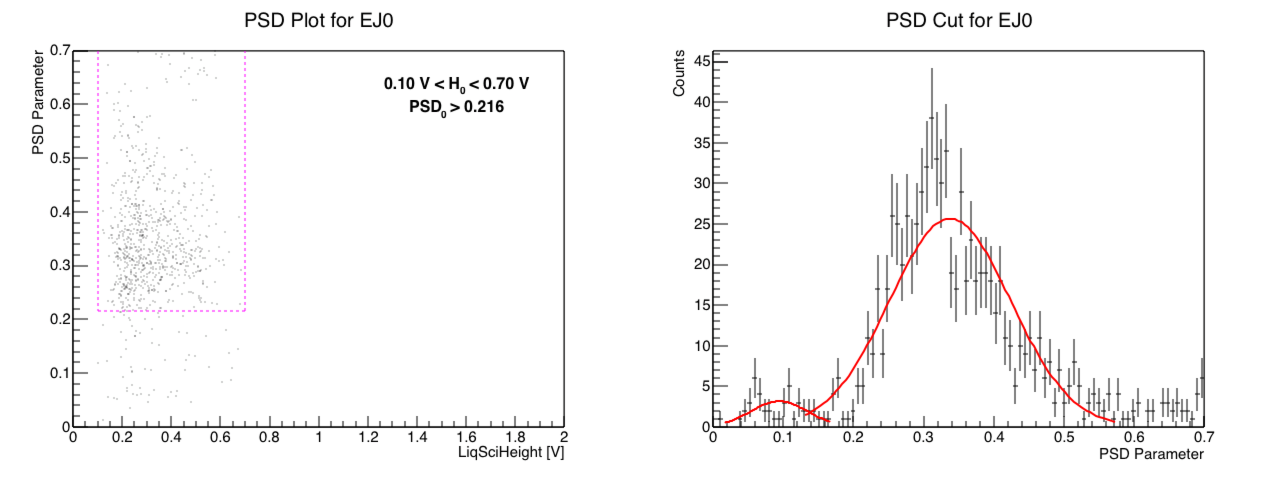 PSD Plot for EJ0
PSD Parameter
0.7
0.6
0.5
0.4
0.3
0.2
0.1
0
0.10 V < H0 < 0.70 V
PSD0 > 0.216
0 0.2 0.4 0.6 0.8 1 1.2 1.4 1.6 1.8 2
LiqSciHeight [V]
PSD Cut for EJ0
Counts
45
40
35
30
25
20
15
10
5
0
0 0.1 0.2 0.3 0.4 0.5 0.6 0.7
PSD Parameter